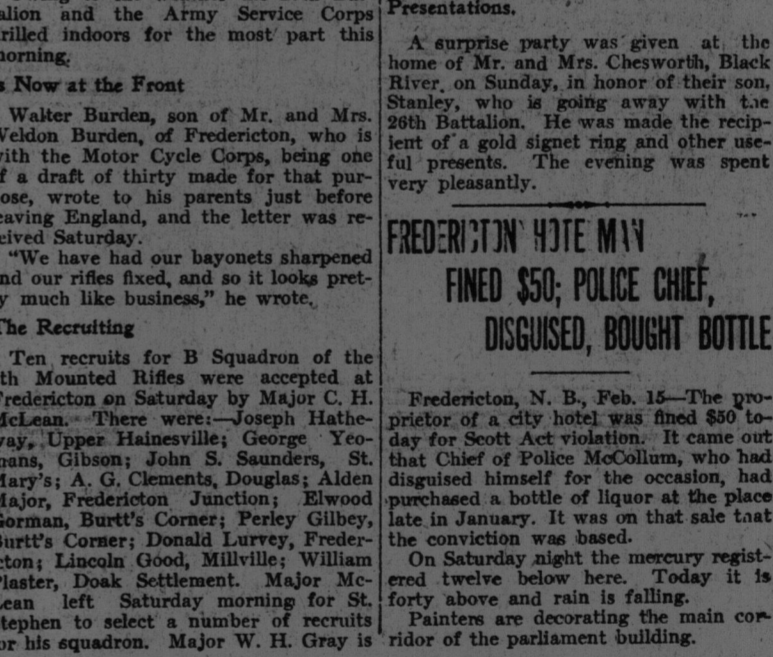 alion and the Army Service Corps
rilled indoors for the most part this
morning.
s Now at the Front
Walter Burden, son of Mr. and Mrs.
Weldon Burden, of Fredericton, who is
with the Motor Cycle Corps, being one
f a draft of thirty made for that pur-
ose, wrote to his parents just before
eaving England, and the letter was re-
eived Saturday.
"We have had our bayonets sharpened
nd our rifles fixed, and so it looks pret-
y much like business," he wrote.
The Recruiting
Ten recruits for B Squadron of the
th Mounted Rifles were accepted at
Fredericton on Saturday by Major C. H.
McLean. There were:—Joseph Hathe-
way, Upper Hainesville; George Yeo-
mans, Gibson; John S. Saunders, St.
Mary's; A. G. Clements, Douglas; Alden
Major, Fredericton Junction; Elwood
Gorman, Burtt's Corner; Perley Gilbey,
Burtt's Corner; Donald Lurvey, Freder-
icton; Lincoln Good, Millville; William
Plaster, Doak Settlement. Major Mc-
Lean left Saturday morning for St.
Stephen to select a number of recruits
or his squadron. Major W. H. Gray is
Presentations.
A surprise party was given at the
home of Mr. and Mrs. Chesworth, Black
River, on Sunday, in honor of their son,
Stanley, who is going away with the
26th Battalion. He was made the recip-
ient of a gold signet ring and other use-
ful presents. The evening was spent
very pleasantly.
FREDERICTON HOTE MAN
FINED $50; POLICE CHIEF,
DISGUISED, BOUGHT BOTTLE
Fredericton, N. B., Feb. 15—The pro-
prietor of a city hotel was fined $50 to-
day for Scott Act violation. It came out
that Chief of Police McCollum, who had
disguised himself for the occasion, had
purchased a bottle of liquor at the place
late in January. It was on that sale that
the conviction was based.
On Saturday night the mercury regist-
ered twelve below here. Today it is
forty above and rain is falling.
Painters are decorating the main cor-
ridor of the parliament building.